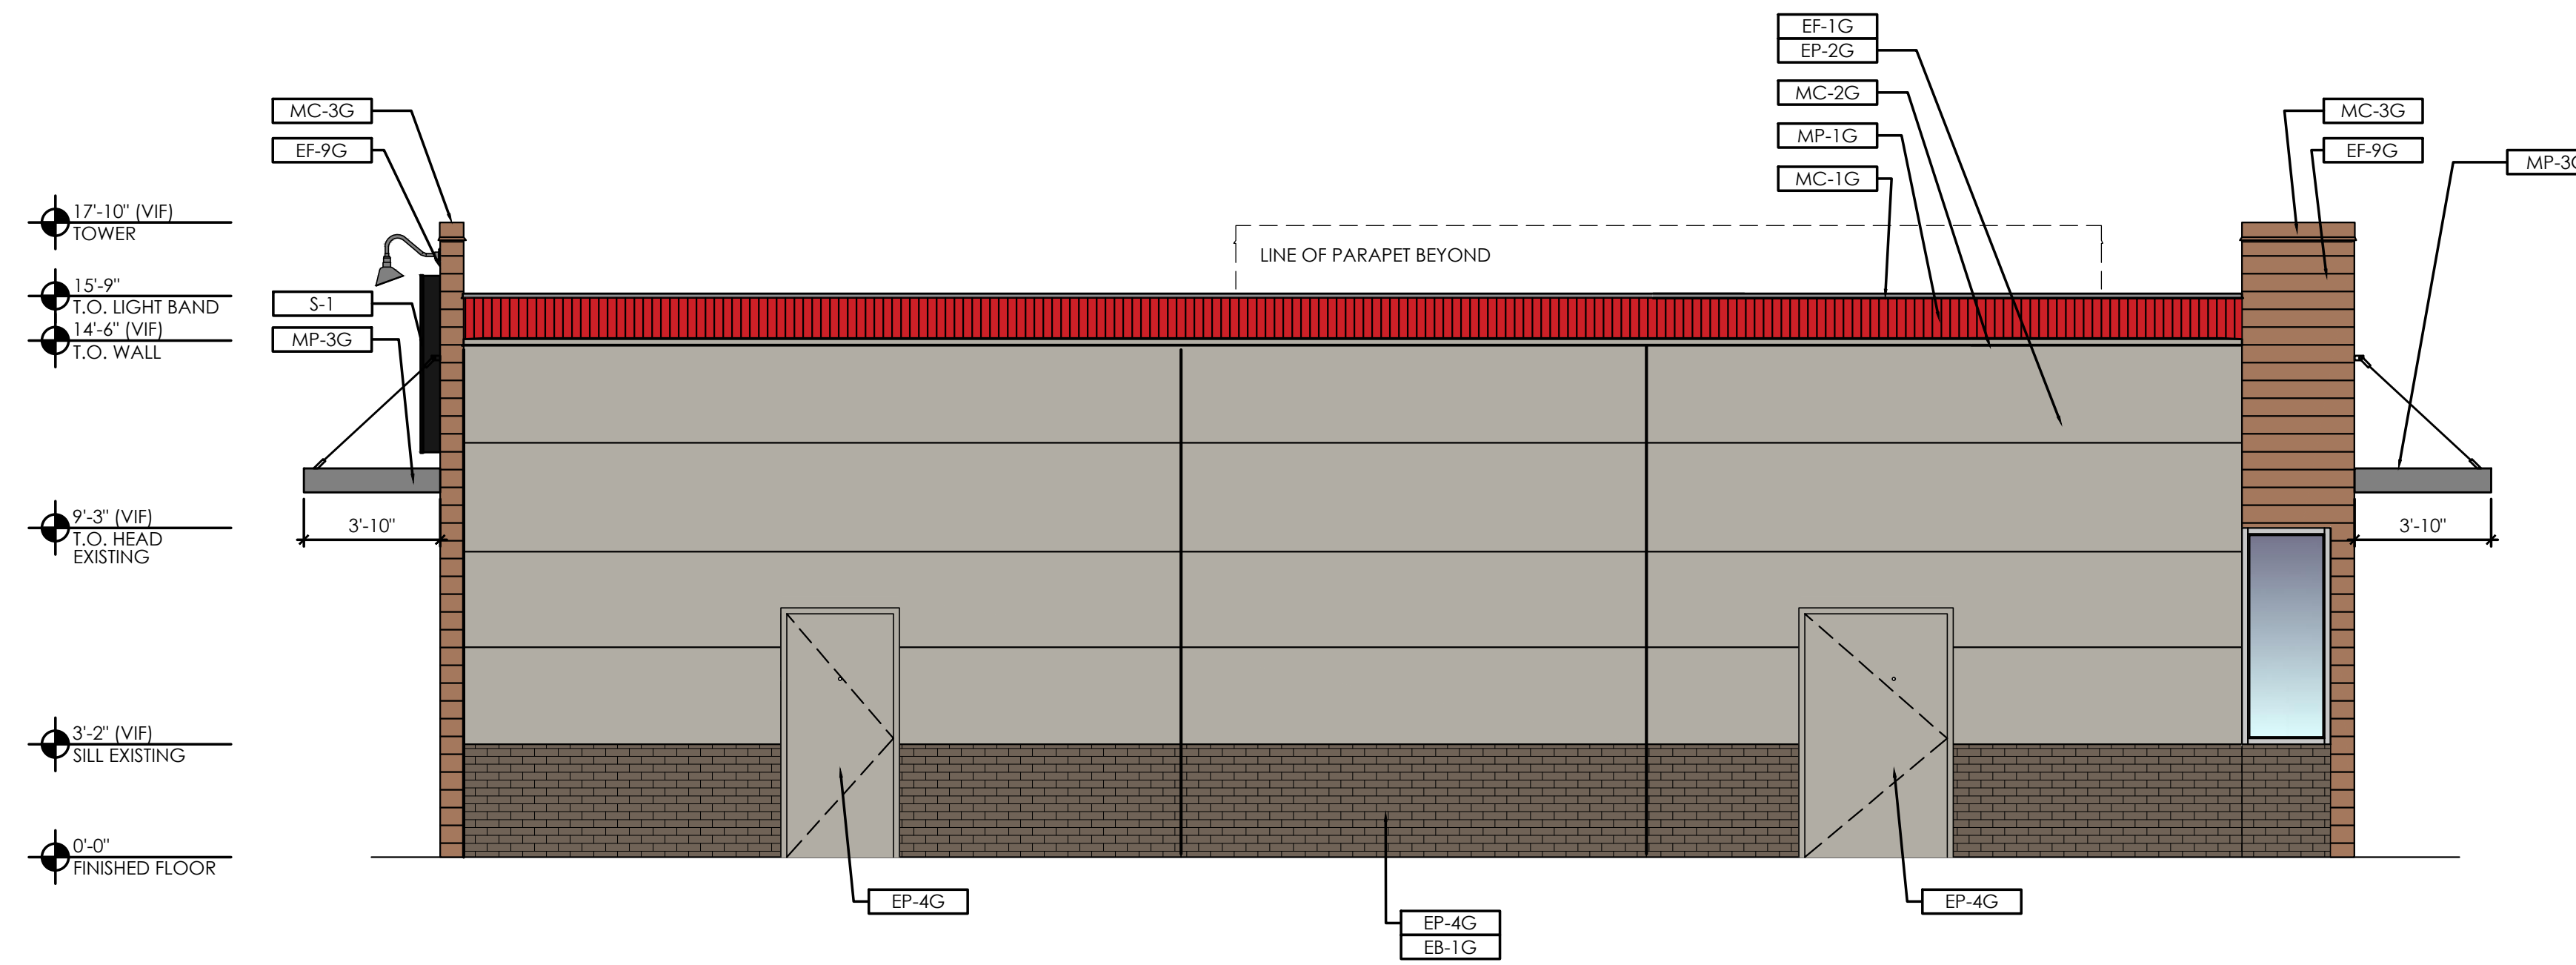 EF-1G
EP-2G
MC-2G
MP-1G
MC-1G
MC-3G
EF-9G
MC-3G
EF-9G
MP-3G
17'-10" (VIF)
TOWER
LINE OF PARAPET BEYOND
15'-9"
T.O. LIGHT BAND
14'-6" (VIF)
T.O. WALL
S-1
MP-3G
9'-3" (VIF)
T.O. HEAD
EXISTING
3'-10"
3'-10"
3'-2" (VIF)
SILL EXISTING
0'-0"
FINISHED FLOOR
EP-4G
EP-4G
EB-1G
EP-4G